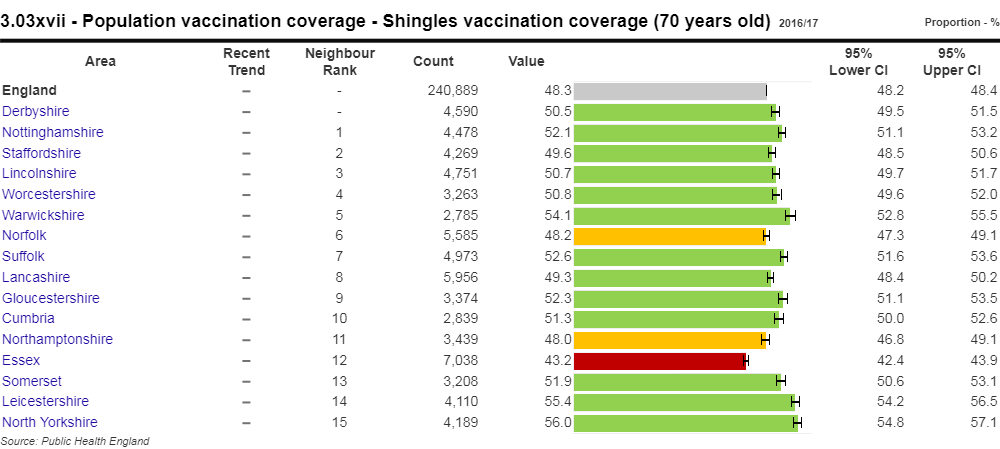 3.03xvii - Population vaccination coverage - Shingles vaccination coverage (70 years old) 2016/17 Proportion - %
Area Recent Trend Neighbour Rank Count Value 95% Lower CI 95% Upper CI
England – - 240,889 48.3 48.2 48.4
Derbyshire – - 4,590 50.5 49.5 51.5
Nottinghamshire – 1 4,478 52.1 51.1 53.2
Staffordshire – 2 4,269 49.6 48.5 50.6
Lincolnshire – 3 4,751 50.7 49.7 51.7
Worcestershire – 4 3,263 50.8 49.6 52.0
Warwickshire – 5 2,785 54.1 52.8 55.5
Norfolk – 6 5,585 48.2 47.3 49.1
Suffolk – 7 4,973 52.6 51.6 53.6
Lancashire – 8 5,956 49.3 48.4 50.2
Gloucestershire – 9 3,374 52.3 51.1 53.5
Cumbria – 10 2,839 51.3 50.0 52.6
Northamptonshire – 11 3,439 48.0 46.8 49.1
Essex – 12 7,038 43.2 42.4 43.9
Somerset – 13 3,208 51.9 50.6 53.1
Leicestershire – 14 4,110 55.4 54.2 56.5
North Yorkshire – 15 4,189 56.0 54.8 57.1
Source: Public Health England